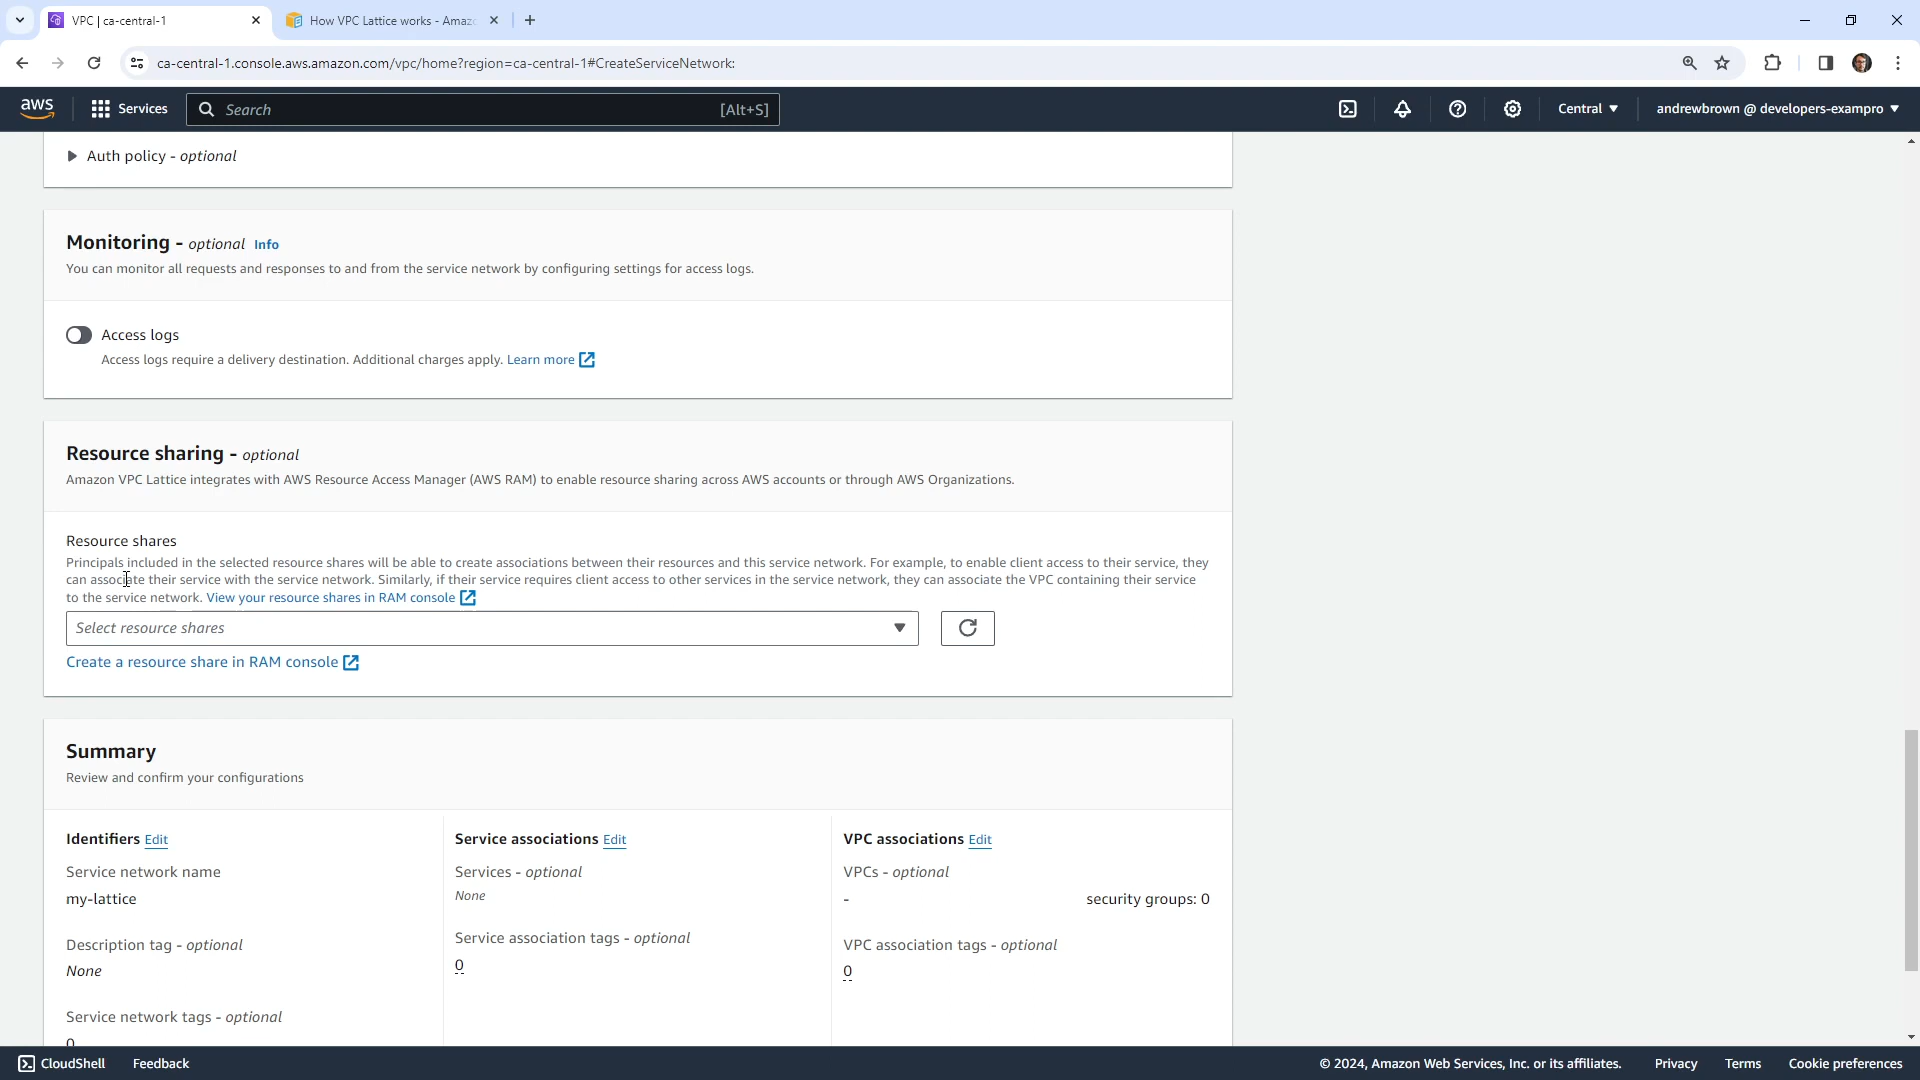 VPC | ca-central-1
How VPC Lattice works - Amaz
ca-central-1.console.aws.amazon.com/vpc/home?region=ca-central-1#CreateServiceNetwork:
aws
Services
Search
[Alt+S]
Central
andrewbrown @ developers-exampro
Auth policy - optional
Monitoring - optional Info
You can monitor all requests and responses to and from the service network by configuring settings for access logs.
Access logs
Access logs require a delivery destination. Additional charges apply. Learn more
Resource sharing - optional
Amazon VPC Lattice integrates with AWS Resource Access Manager (AWS RAM) to enable resource sharing across AWS accounts or through AWS Organizations.
Resource shares
Principals included in the selected resource shares will be able to create associations between their resources and this service network. For example, to enable client access to their service, they
can associate their service with the service network. Similarly, if their service requires client access to other services in the service network, they can associate the VPC containing their service
to the service network. View your resource shares in RAM console
Select resource shares
Create a resource share in RAM console
Summary
Review and confirm your configurations
Identifiers Edit
Service network name
my-lattice
Description tag - optional
None
Service network tags - optional
0
Service associations Edit
Services - optional
None
Service association tags - optional
0
VPC associations Edit
VPCs - optional
-
security groups: 0
VPC association tags - optional
0
CloudShell
Feedback
© 2024, Amazon Web Services, Inc. or its affiliates.
Privacy
Terms
Cookie preferences